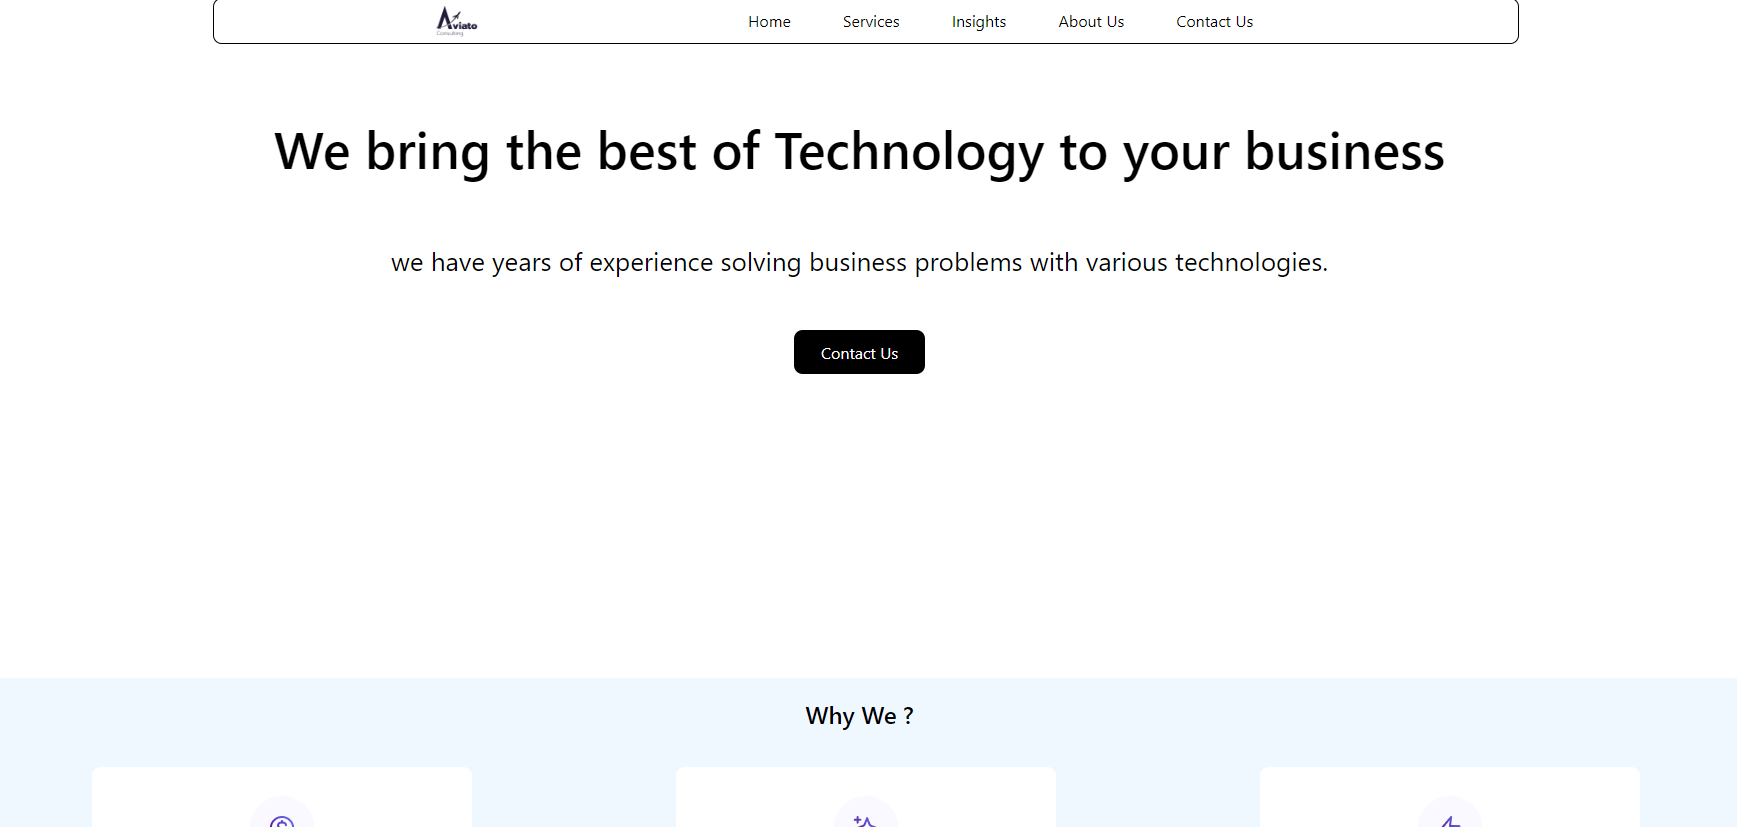 Aviato
Consulting
Home Services Insights About Us Contact Us
We bring the best of Technology to your business
we have years of experience solving business problems with various technologies.
Contact Us
Why We ?